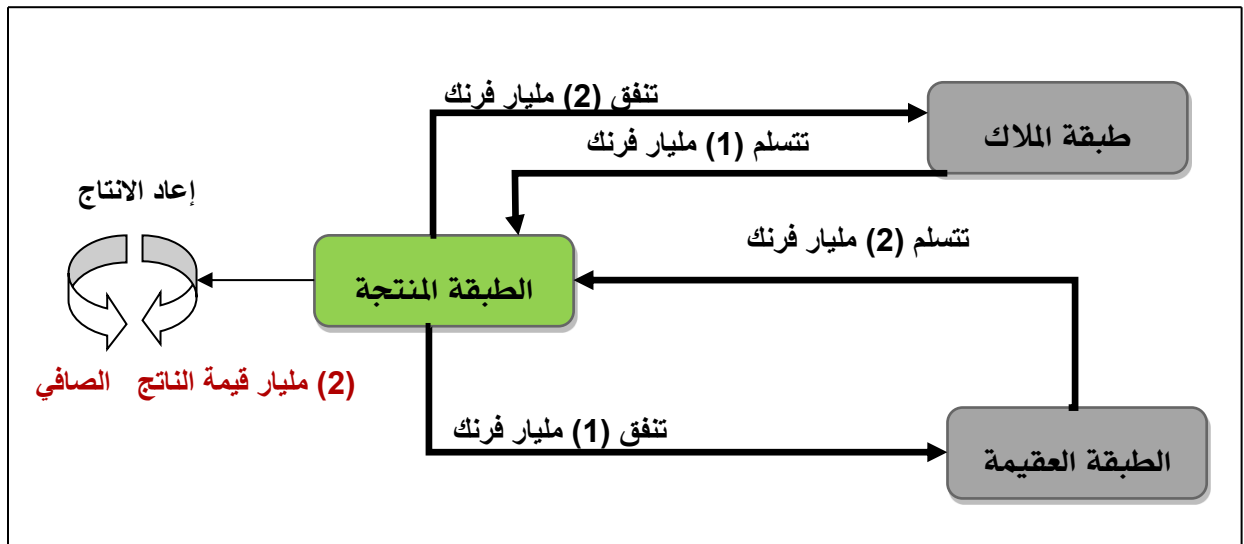 تنفق (2) مليار فرنك
طبقة الملاك
تتسلم (1) مليار فرنك
إعاد الانتاج
تتسلم (2) مليار فرنك
الطبقة المنتجة
(2) مليار قيمة الناتج الصافي
تنفق (1) مليار فرنك
الطبقة العقيمة